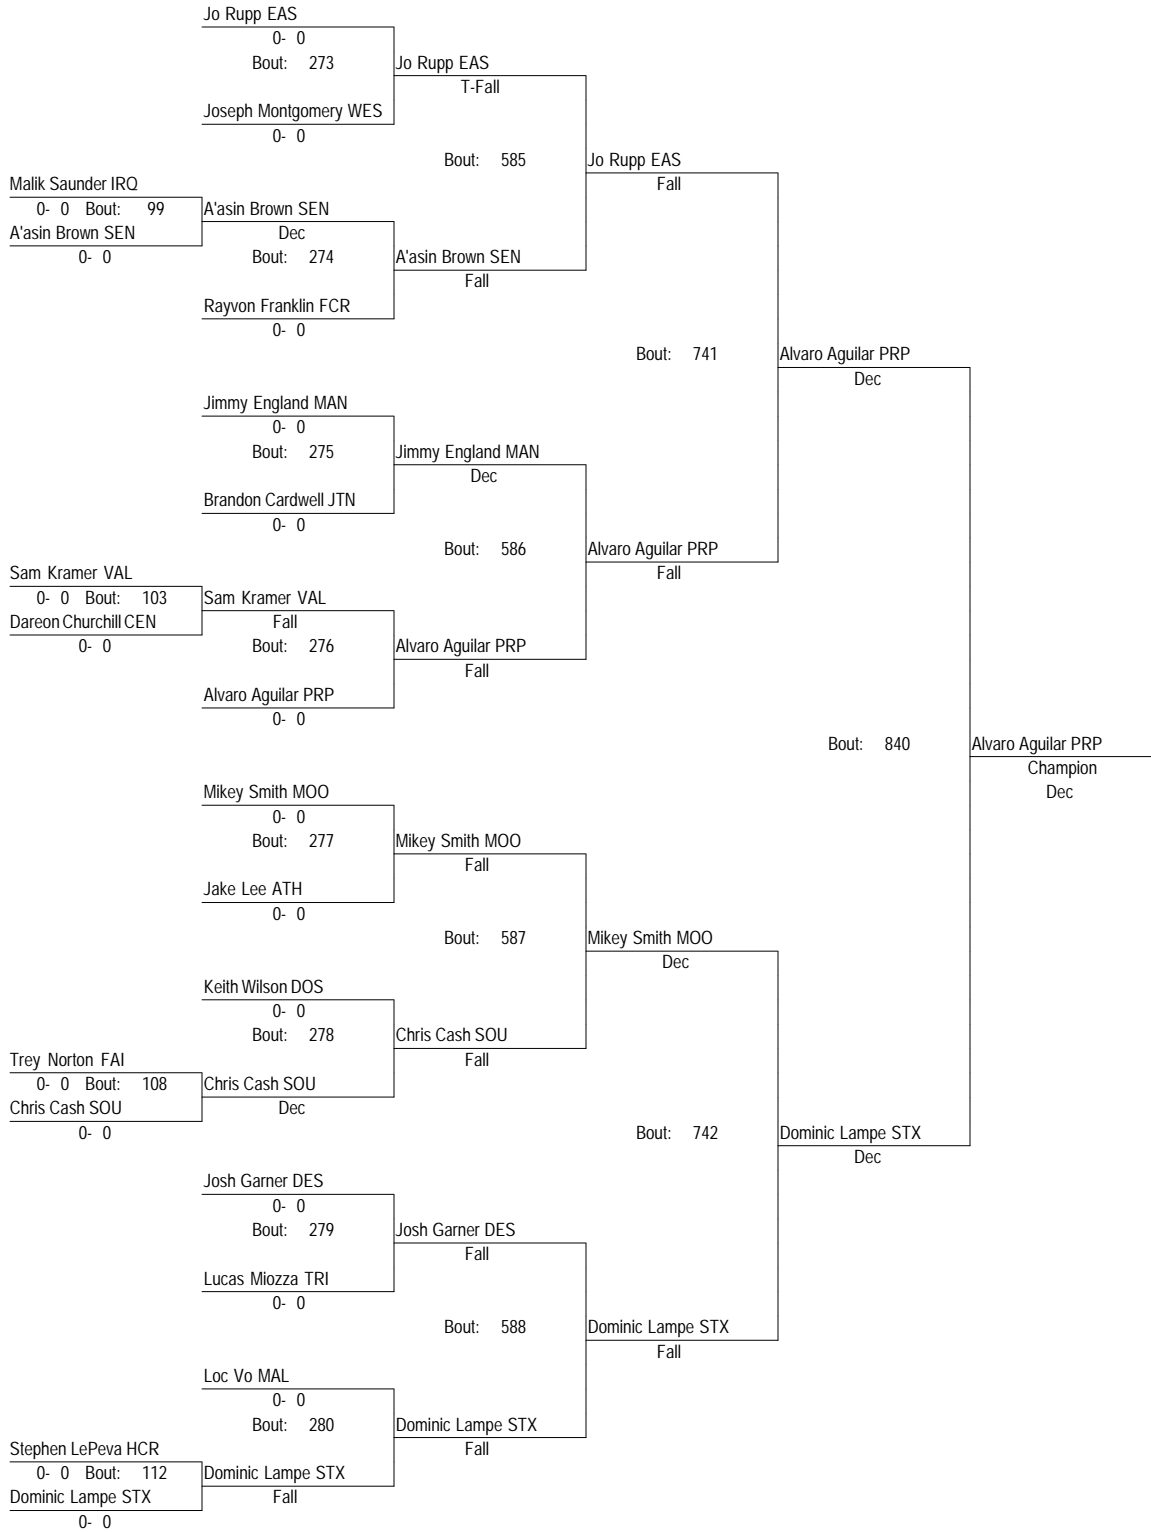 Jo Rupp EAS
0- 0
Bout: 273
Jo Rupp EAS
T-Fall
Joseph Montgomery WES
0- 0
Bout: 585
Jo Rupp EAS
Fall
Malik Saunder IRQ
0- 0 Bout: 99
A'asin Brown SEN
A'asin Brown SEN
0- 0
Dec
Bout: 274
A'asin Brown SEN
Fall
Rayvon Franklin FCR
0- 0
Bout: 741
Alvaro Aguilar PRP
Dec
Jimmy England MAN
0- 0
Bout: 275
Jimmy England MAN
Dec
Brandon Cardwell JTN
0- 0
Bout: 586
Alvaro Aguilar PRP
Fall
Sam Kramer VAL
0- 0 Bout: 103
Sam Kramer VAL
Dareon Churchill CEN
0- 0
Fall
Bout: 276
Alvaro Aguilar PRP
Fall
Alvaro Aguilar PRP
0- 0
Bout: 840
Alvaro Aguilar PRP
Champion
Dec
Mikey Smith MOO
0- 0
Bout: 277
Mikey Smith MOO
Fall
Jake Lee ATH
0- 0
Bout: 587
Mikey Smith MOO
Dec
Keith Wilson DOS
0- 0
Bout: 278
Chris Cash SOU
Fall
Trey Norton FAI
0- 0 Bout: 108
Chris Cash SOU
Chris Cash SOU
0- 0
Dec
Bout: 742
Dominic Lampe STX
Dec
Josh Garner DES
0- 0
Bout: 279
Josh Garner DES
Fall
Lucas Miozza TRI
0- 0
Bout: 588
Dominic Lampe STX
Fall
Loc Vo MAL
0- 0
Bout: 280
Dominic Lampe STX
Fall
Stephen LePeva HCR
0- 0 Bout: 112
Dominic Lampe STX
Dominic Lampe STX
0- 0
Fall